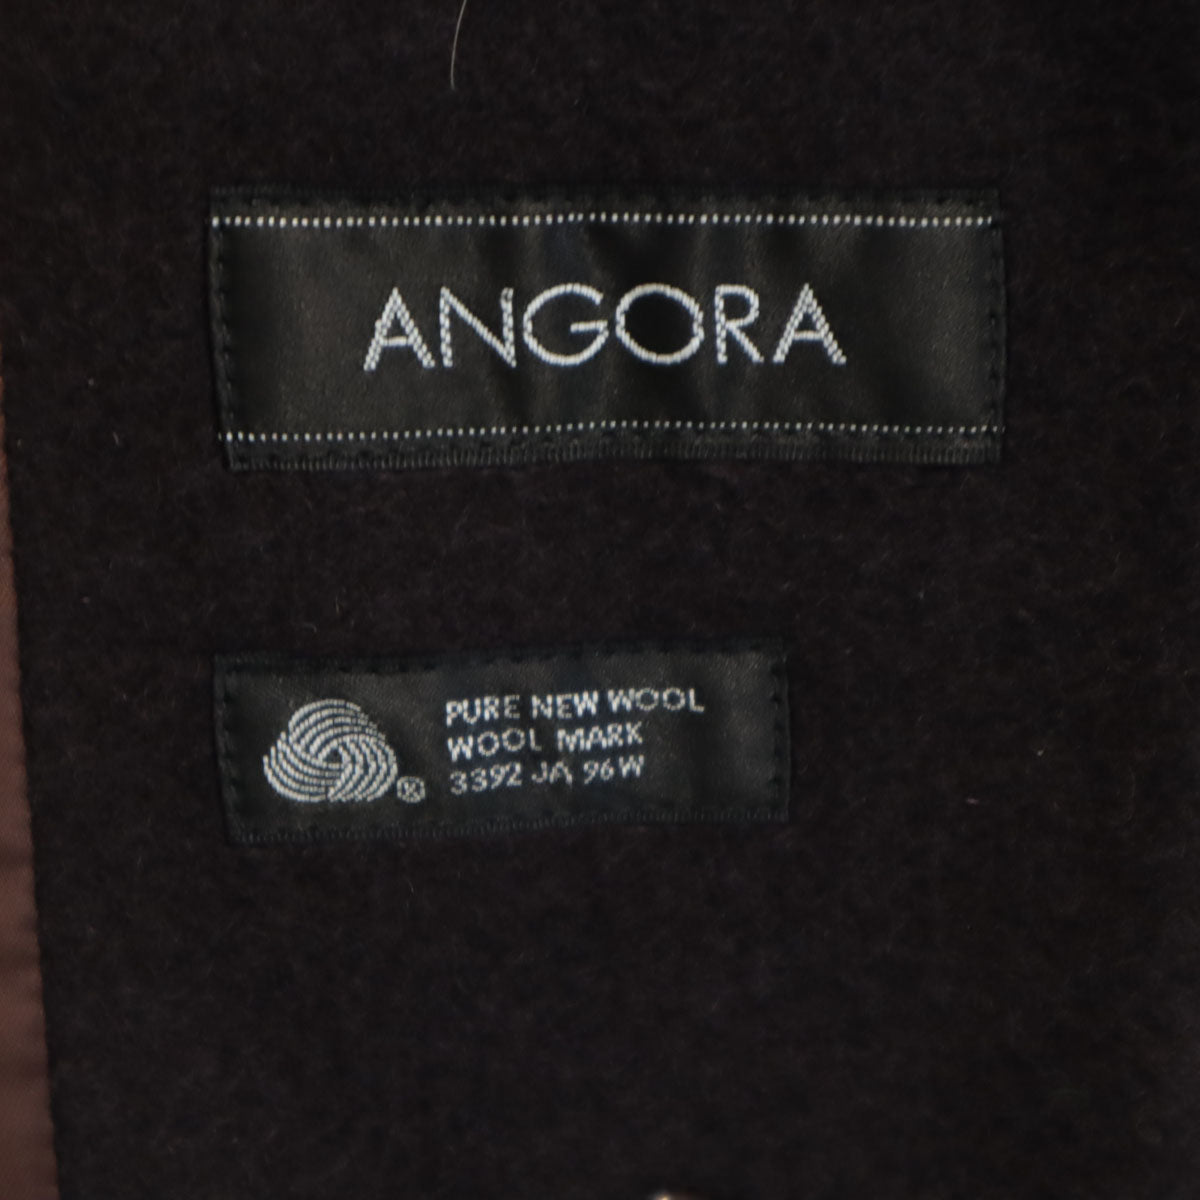 ANGORA
PURE NEW WOOL
WOOL MARK
3392 JA 96W